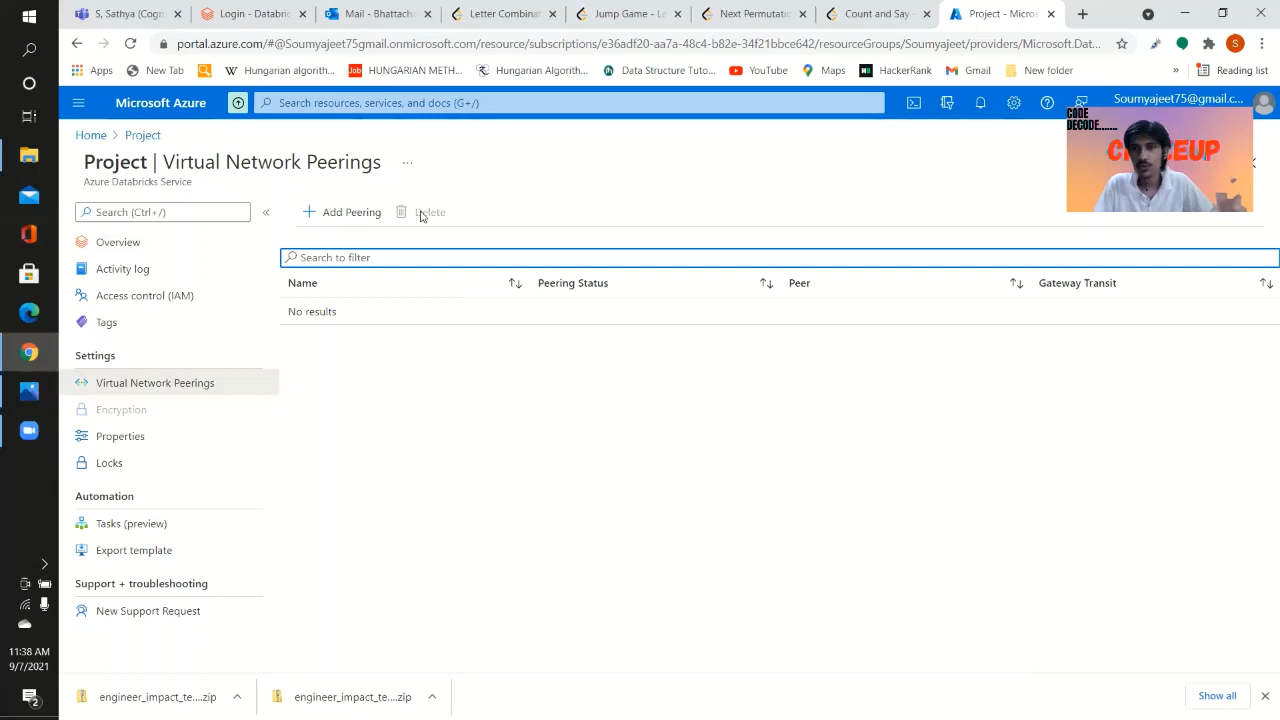 S, Sathya (Cogn
Login - Databric
Mail - Bhattacha
Letter Combinat
Jump Game - Le
Next Permutatic
Count and Say -
Project - Micros
portal.azure.com/#@Soumyajeet75gmail.onmicrosoft.com/resource/subscriptions/e36adf20-aa7a-48c4-b82e-34f21bbce642/resourceGroups/Soumyajeet/providers/Microsoft.Dat...
S
Apps
New Tab
Hungarian algorith...
HUNGARIAN METH...
Hungarian Algorith...
Data Structure Tuto...
YouTube
Maps
HackerRank
Gmail
New folder
»
Reading list
Microsoft Azure
Search resources, services, and docs (G+/)
Soumyajeet75@gmail.c...
CODE
DECODE.......
Home > Project
Project | Virtual Network Peerings ...
Azure Databricks Service
Search (Ctrl+/)
«
Add Peering
Delete
Overview
Activity log
Access control (IAM)
Tags
Settings
Virtual Network Peerings
Encryption
Properties
Locks
Automation
Tasks (preview)
Export template
Support + troubleshooting
New Support Request
Search to filter
Name
Peering Status
Peer
Gateway Transit
No results
11:38 AM
9/7/2021
2
engineer_impact_te....zip
engineer_impact_te....zip
Show all